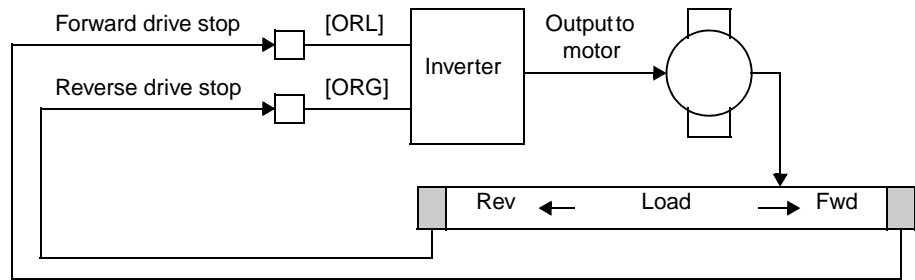 Forward drive stop
[ORL]
Output to
motor
Inverter
Reverse drive stop
[ORG]
Rev
Load
Fwd